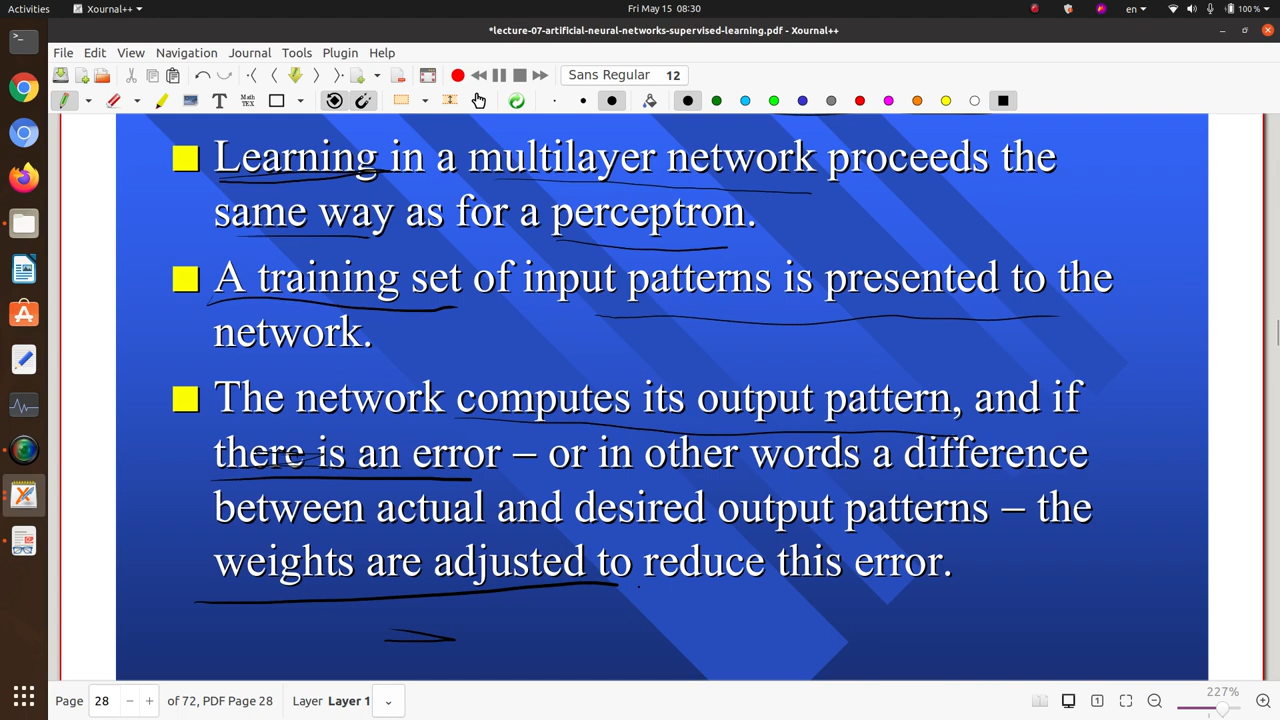 Activities Xournal++ Fri May 15 08:30 en 100 %
*lecture-07-artificial-neural-networks-supervised-learning.pdf - Xournal++
File Edit View Navigation Journal Tools Plugin Help
Sans Regular 12
T MATH TEX
Learning in a multilayer network proceeds the
same way as for a perceptron.
A training set of input patterns is presented to the
network.
The network computes its output pattern, and if
there is an error – or in other words a difference
between actual and desired output patterns – the
weights are adjusted to reduce this error.
Page 28 − + of 72, PDF Page 28 Layer Layer 1 227%